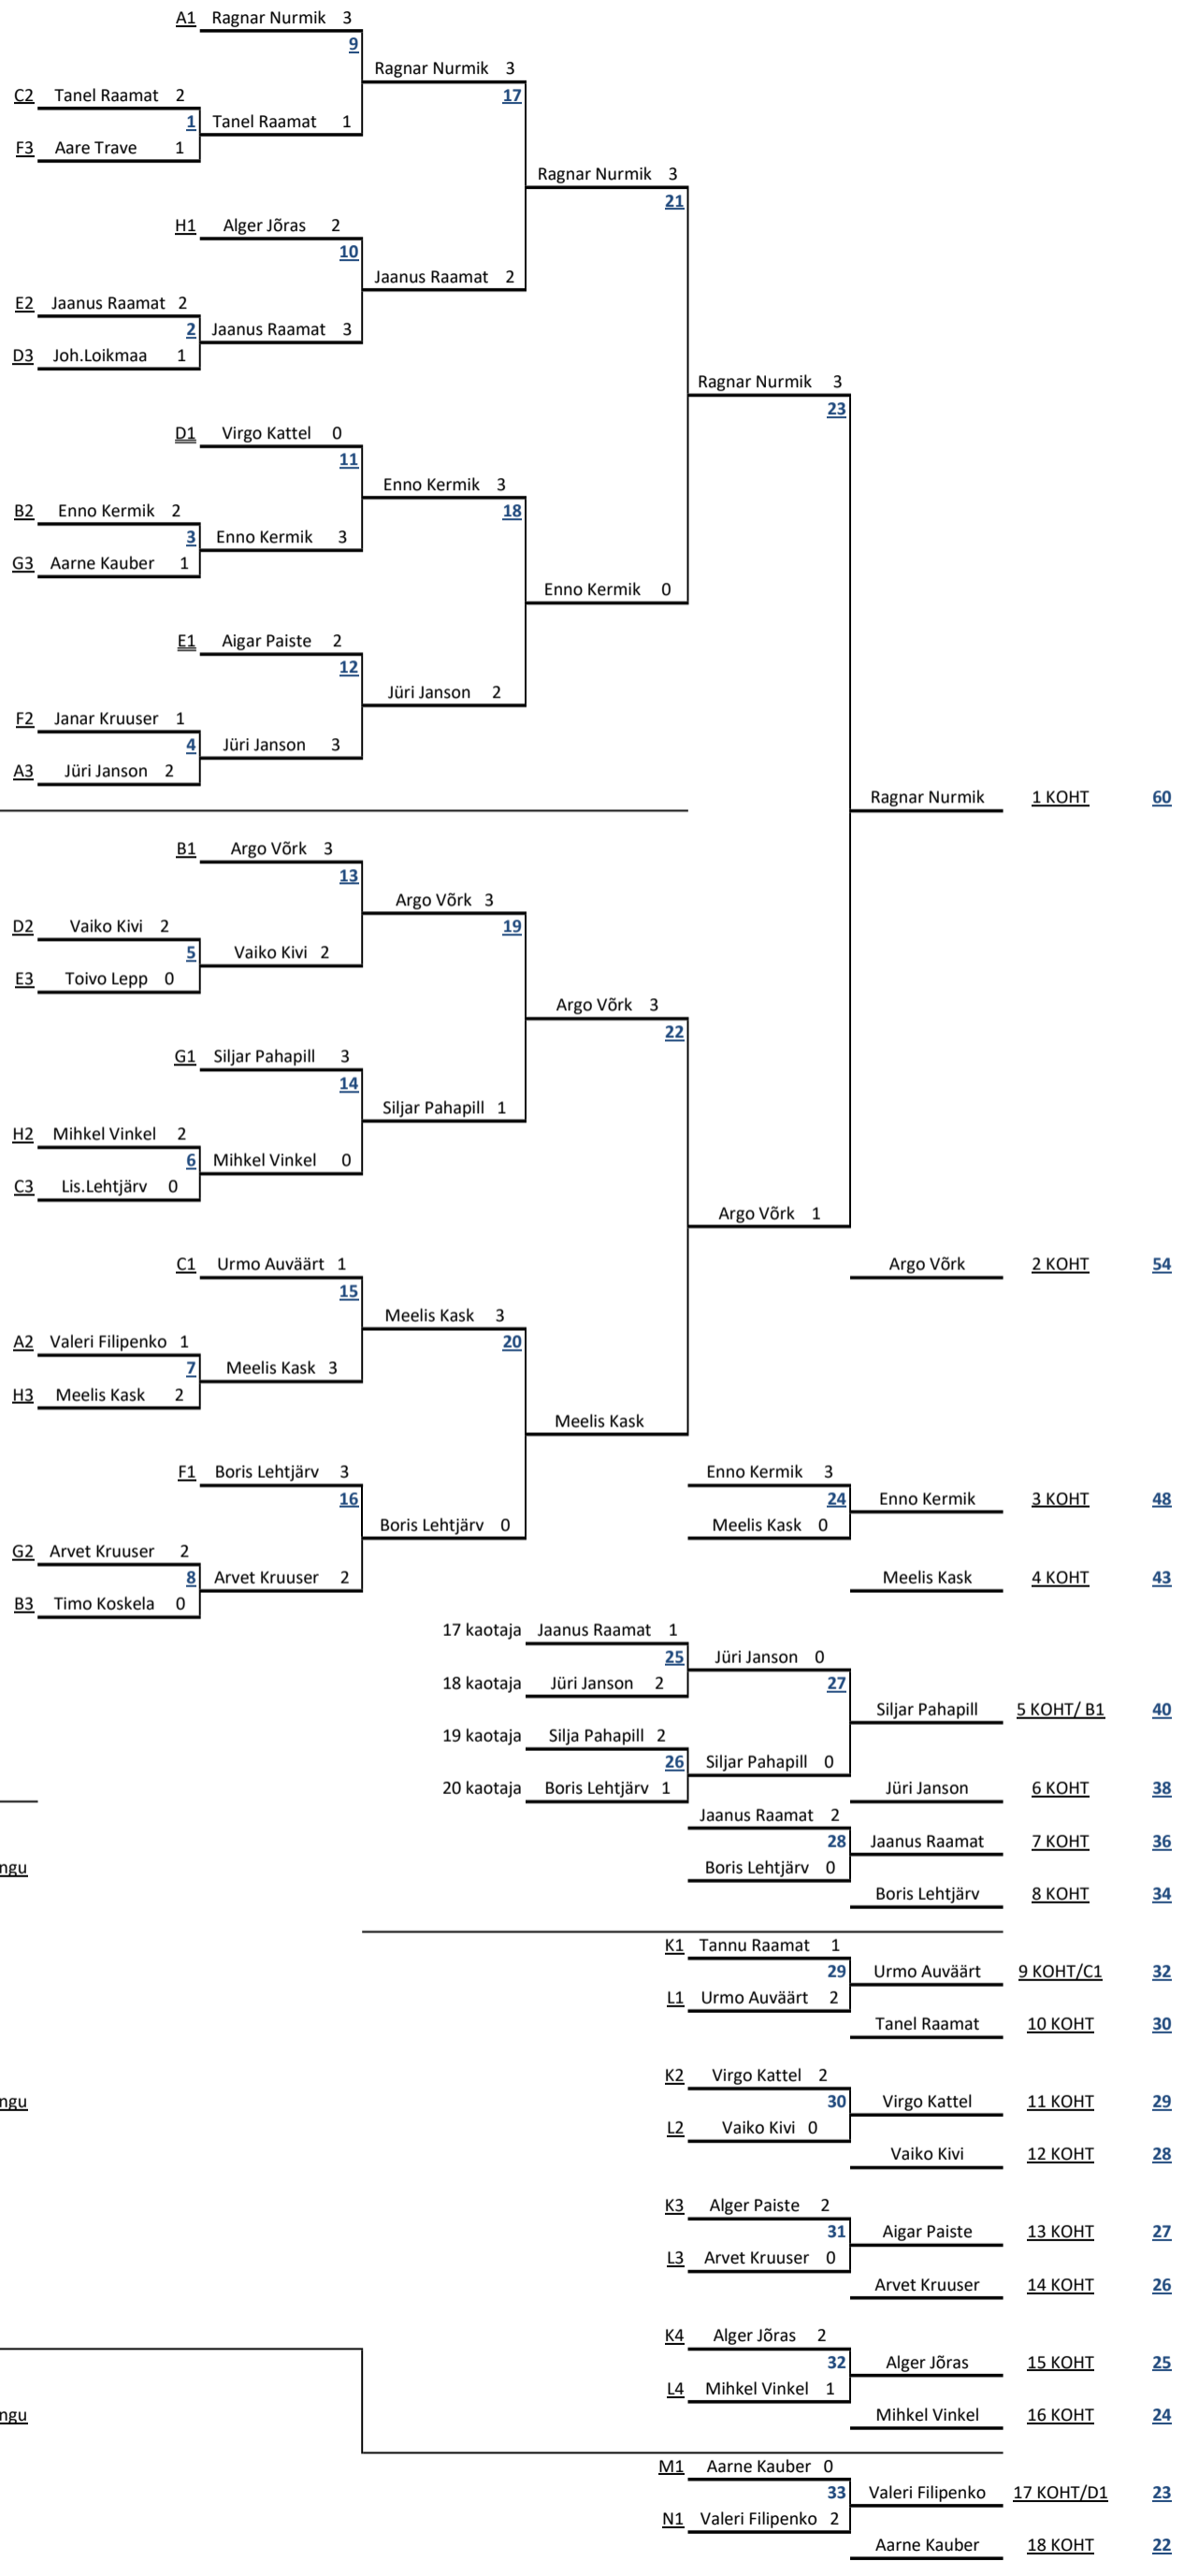 A1 Ragnar Nurmik 3
9
Ragnar Nurmik 3
C2 Tanel Raamat 2
17
1 Tanel Raamat 1
F3 Aare Trave 1
Ragnar Nurmik 3
21
H1 Alger Jõras 2
10
Jaanus Raamat 2
E2 Jaanus Raamat 2
2 Jaanus Raamat 3
D3 Joh.Loikmaa 1
Ragnar Nurmik 3
23
D1 Virgo Kattel 0
11
Enno Kermik 3
B2 Enno Kermik 2
18
3 Enno Kermik 3
G3 Aarne Kauber 1
Enno Kermik 0
E1 Aigar Paiste 2
12
Jüri Janson 2
F2 Janar Kruuser 1
4 Jüri Janson 3
A3 Jüri Janson 2
Ragnar Nurmik 1 KOHT 60
B1 Argo Võrk 3
13
Argo Võrk 3
D2 Vaiko Kivi 2
19
5 Vaiko Kivi 2
E3 Toivo Lepp 0
Argo Võrk 3
22
G1 Siljar Pahapill 3
14
Siljar Pahapill 1
H2 Mihkel Vinkel 2
6 Mihkel Vinkel 0
C3 Lis.Lehtjärv 0
Argo Võrk 1
C1 Urmo Auväärt 1
Argo Võrk 2 KOHT 54
15
Meelis Kask 3
A2 Valeri Filipenko 1
20
7 Meelis Kask 3
H3 Meelis Kask 2
Meelis Kask
F1 Boris Lehtjärv 3
Enno Kermik 3
16
24 Enno Kermik 3 KOHT 48
Boris Lehtjärv 0
Meelis Kask 0
G2 Arvet Kruuser 2
8 Arvet Kruuser 2
Meelis Kask 4 KOHT 43
B3 Timo Koskela 0
17 kaotaja Jaanus Raamat 1
25 Jüri Janson 0
18 kaotaja Jüri Janson 2
27
Siljar Pahapill 5 KOHT/ B1 40
19 kaotaja Silja Pahapill 2
26 Siljar Pahapill 0
20 kaotaja Boris Lehtjärv 1
Jüri Janson 6 KOHT 38
Jaanus Raamat 2
28 Jaanus Raamat 7 KOHT 36
ngu
Boris Lehtjärv 0
Boris Lehtjärv 8 KOHT 34
K1 Tannu Raamat 1
29 Urmo Auväärt 9 KOHT/C1 32
L1 Urmo Auväärt 2
Tanel Raamat 10 KOHT 30
K2 Virgo Kattel 2
ngu
30 Virgo Kattel 11 KOHT 29
L2 Vaiko Kivi 0
Vaiko Kivi 12 KOHT 28
K3 Alger Paiste 2
31 Aigar Paiste 13 KOHT 27
L3 Arvet Kruuser 0
Arvet Kruuser 14 KOHT 26
K4 Alger Jõras 2
32 Alger Jõras 15 KOHT 25
L4 Mihkel Vinkel 1
ngu
Mihkel Vinkel 16 KOHT 24
M1 Aarne Kauber 0
33 Valeri Filipenko 17 KOHT/D1 23
N1 Valeri Filipenko 2
Aarne Kauber 18 KOHT 22